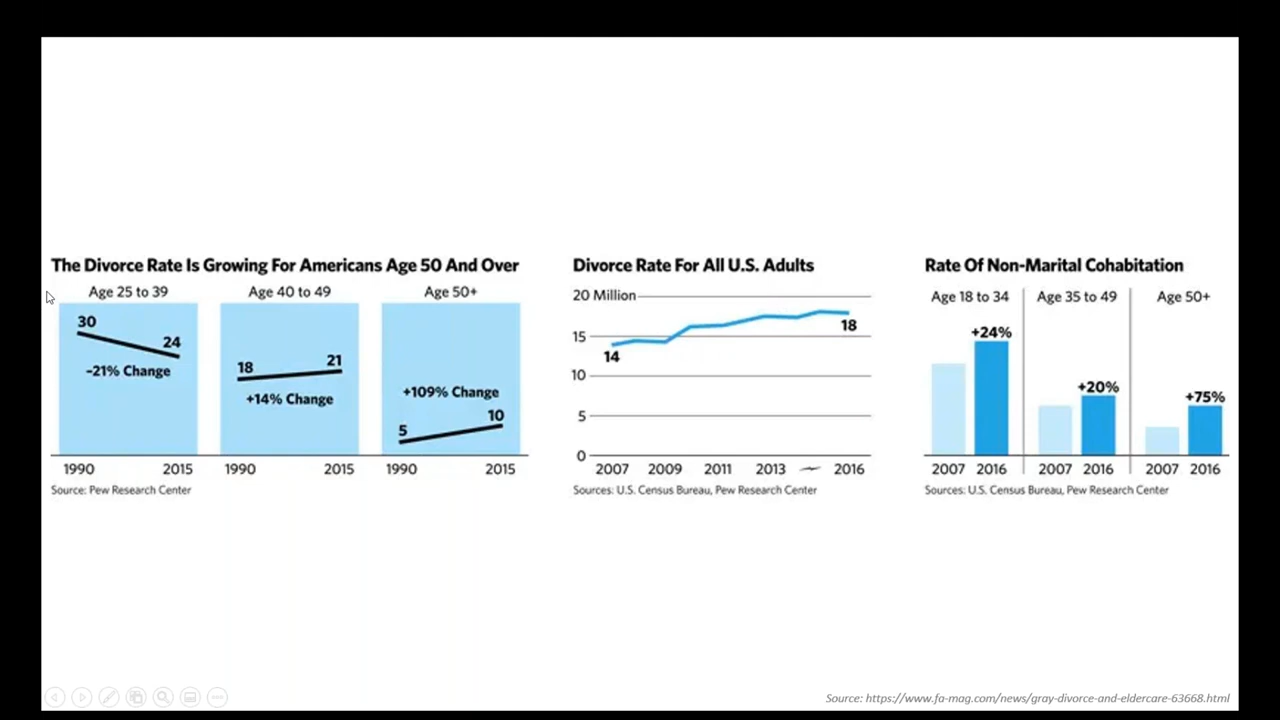 The Divorce Rate Is Growing For Americans Age 50 And Over
Age 25 to 39
30
24
-21% Change
1990 2015
Age 40 to 49
18
21
+14% Change
1990 2015
Age 50+
+109% Change
5
10
1990 2015
Source: Pew Research Center
Divorce Rate For All U.S. Adults
20 Million
15
10
5
0
14
18
2007 2009 2011 2013 2016
Sources: U.S. Census Bureau, Pew Research Center
Rate Of Non-Marital Cohabitation
Age 18 to 34
+24%
2007 2016
Age 35 to 49
+20%
2007 2016
Age 50+
+75%
2007 2016
Sources: U.S. Census Bureau, Pew Research Center
Source: https://www.fa-mag.com/news/gray-divorce-and-eldercare-63668.html